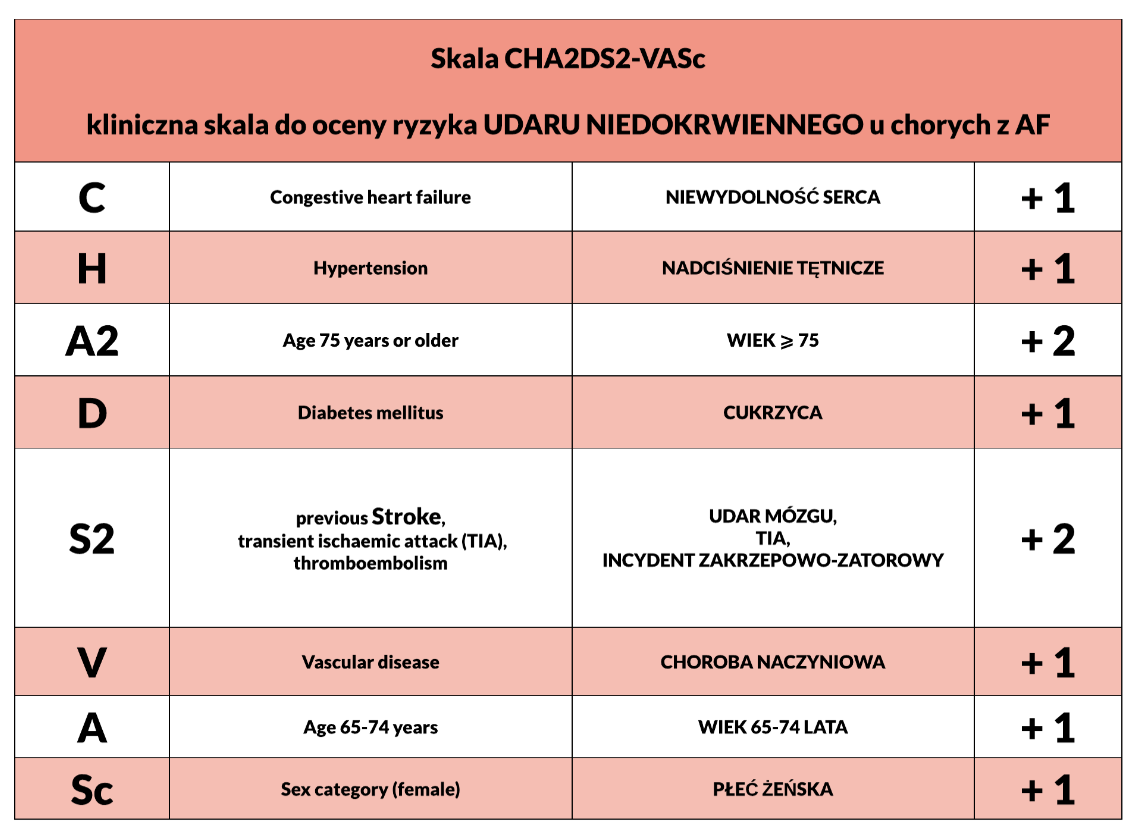 Skala CHA2DS2-VASc
kliniczna skala do oceny ryzyka UDARU NIEDOKRWIENNEGO u chorych z AF
C Congestive heart failure NIEWYDOLNOŚĆ SERCA + 1
H Hypertension NADCIŚNIENIE TĘTNICZE + 1
A2 Age 75 years or older WIEK ⩾ 75 + 2
D Diabetes mellitus CUKRZYCA + 1
S2
previous Stroke,
transient ischaemic attack (TIA),
thromboembolism
UDAR MÓZGU,
TIA,
INCYDENT ZAKRZEPOWO-ZATOROWY
+ 2
V Vascular disease CHOROBA NACZYNIOWA + 1
A Age 65-74 years WIEK 65-74 LATA + 1
Sc Sex category (female) PŁEĆ ŻEŃSKA + 1